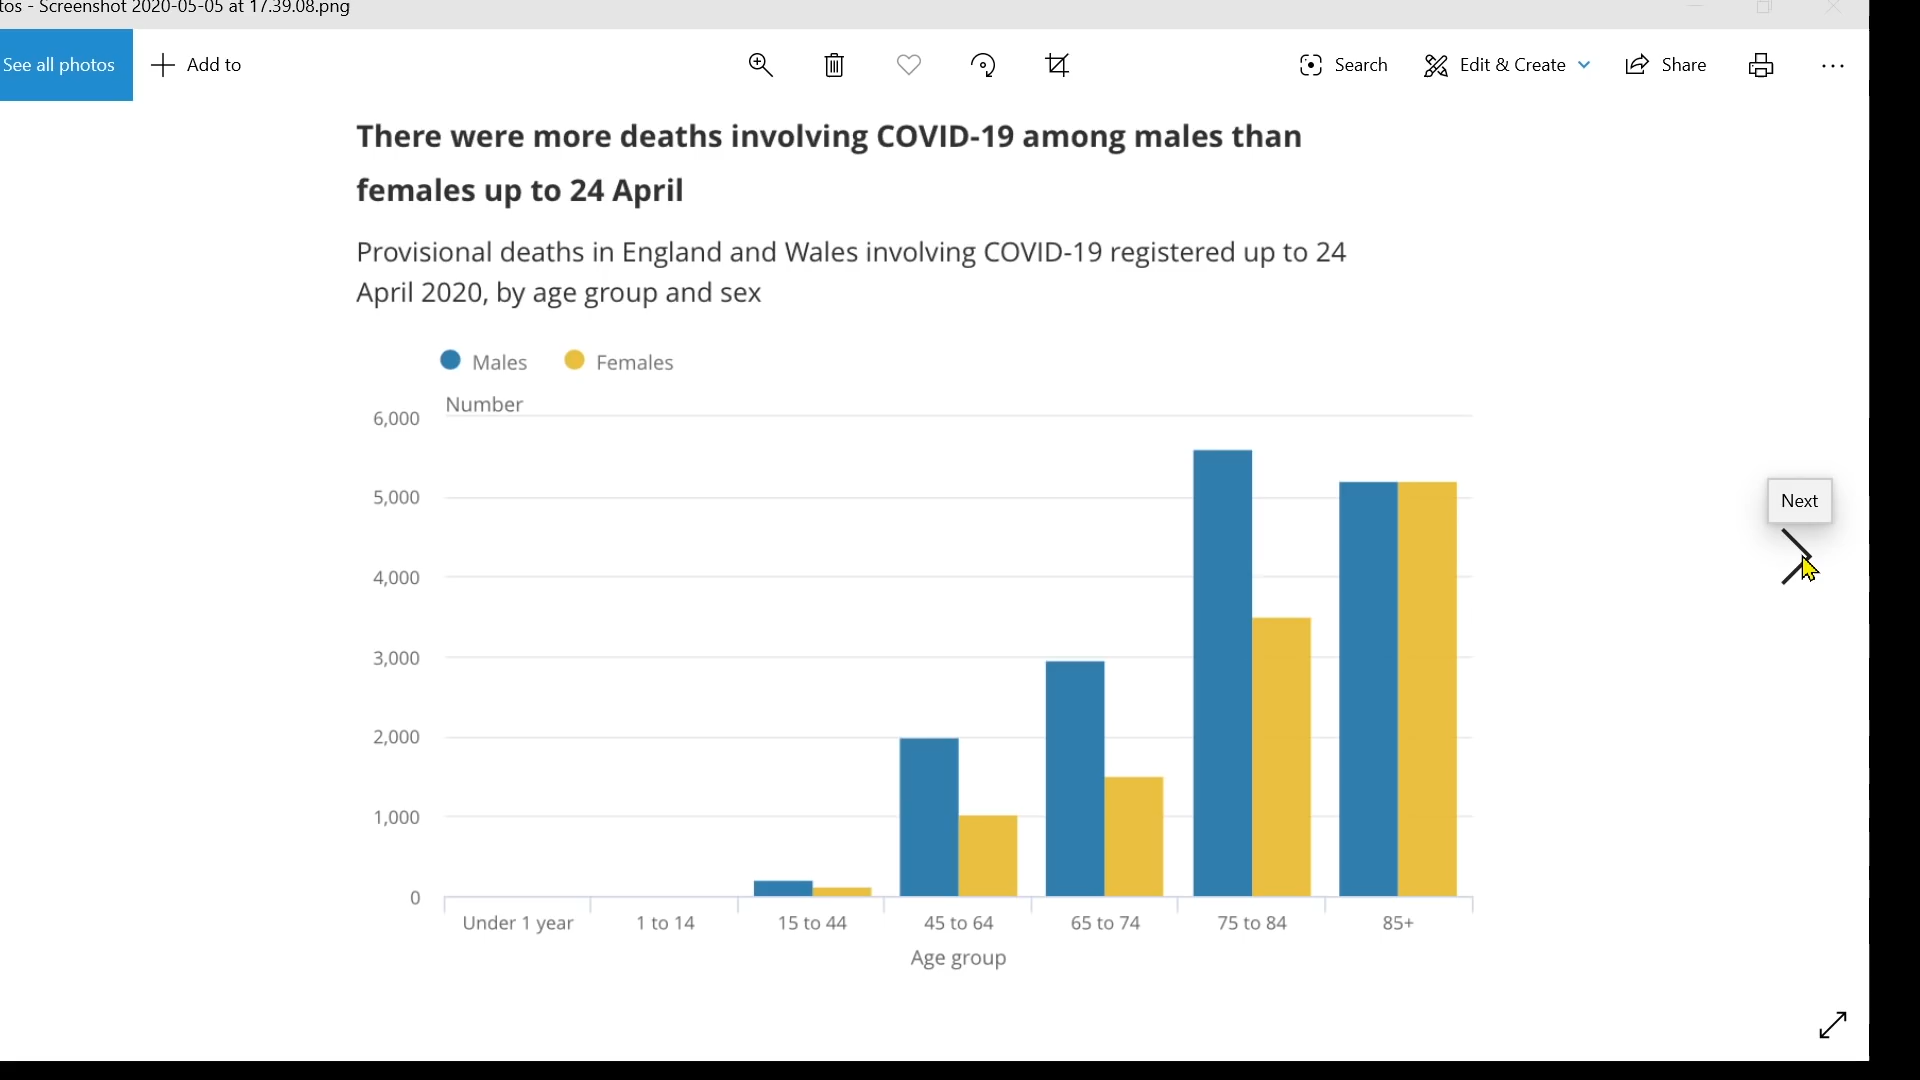 tos - Screenshot 2020-05-05 at 17.39.08.png
See all photos
Add to
Search
Edit & Create
Share
There were more deaths involving COVID-19 among males than
females up to 24 April
Provisional deaths in England and Wales involving COVID-19 registered up to 24
April 2020, by age group and sex
Males
Females
Number
6,000
5,000
4,000
3,000
2,000
1,000
0
Under 1 year
1 to 14
15 to 44
45 to 64
65 to 74
75 to 84
85+
Age group
Next